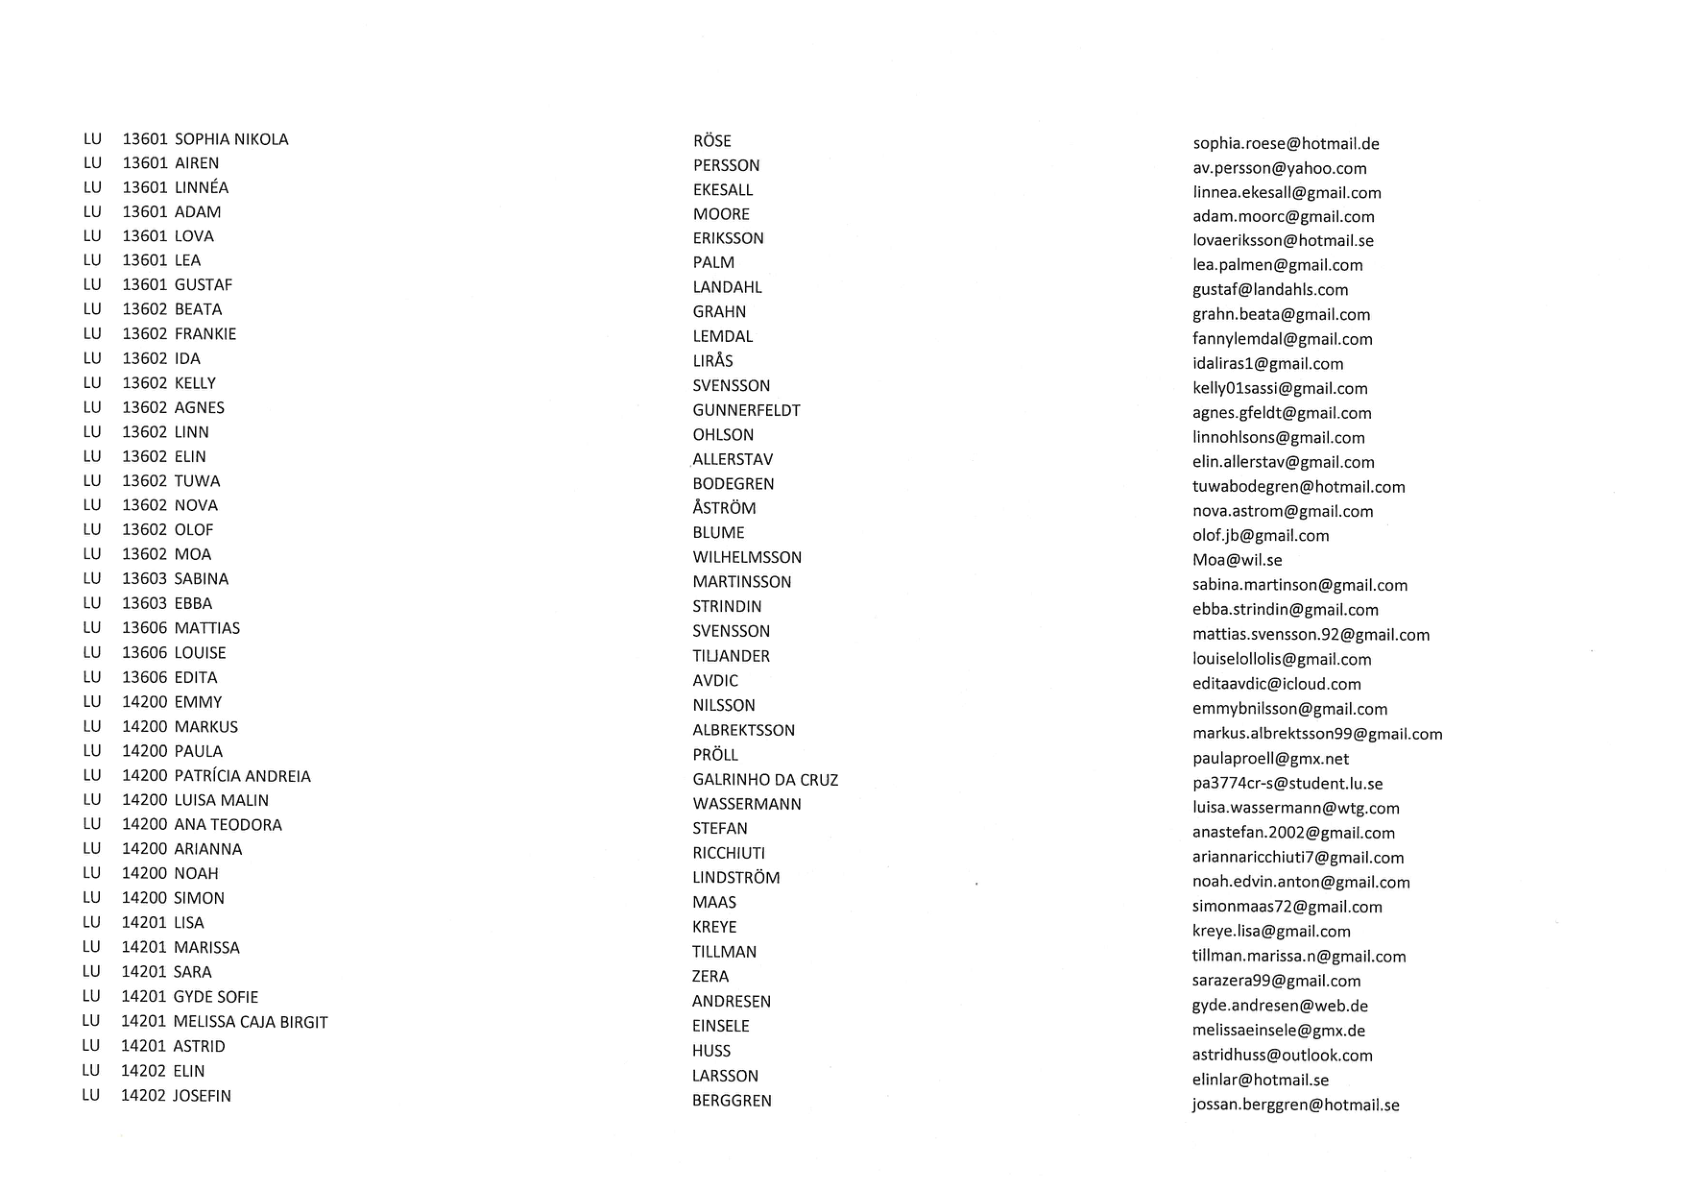 LU 13601 SOPHIA NIKOLA RÖSE sophia.roese@hotmail.de
LU 13601 AIREN PERSSON av.persson@yahoo.com
LU 13601 LINNÉA EKESALL linnea.ekesall@gmail.com
LU 13601 ADAM MOORE adam.moorc@gmail.com
LU 13601 LOVA ERIKSSON lovaeriksson@hotmail.se
LU 13601 LEA PALM lea.palmen@gmail.com
LU 13601 GUSTAF LANDAHL gustaf@landahls.com
LU 13602 BEATA GRAHN grahn.beata@gmail.com
LU 13602 FRANKIE LEMDAL fannylemdal@gmail.com
LU 13602 IDA LIRÅS idaliras1@gmail.com
LU 13602 KELLY SVENSSON kelly01sassi@gmail.com
LU 13602 AGNES GUNNERFELDT agnes.gfeldt@gmail.com
LU 13602 LINN OHLSON linnohlsons@gmail.com
LU 13602 ELIN ALLERSTAV elin.allerstav@gmail.com
LU 13602 TUWA BODEGREN tuwabodegren@hotmail.com
LU 13602 NOVA ÅSTRÖM nova.astrom@gmail.com
LU 13602 OLOF BLUME olof.jb@gmail.com
LU 13602 MOA WILHELMSSON Moa@wil.se
LU 13603 SABINA MARTINSSON sabina.martinson@gmail.com
LU 13603 EBBA STRINDIN ebba.strindin@gmail.com
LU 13606 MATTIAS SVENSSON mattias.svensson.92@gmail.com
LU 13606 LOUISE TILJANDER louiselollolis@gmail.com
LU 13606 EDITA AVDIC editaavdic@icloud.com
LU 14200 EMMY NILSSON emmybnilsson@gmail.com
LU 14200 MARKUS ALBREKTSSON markus.albrektsson99@gmail.com
LU 14200 PAULA PRÖLL paulaproell@gmx.net
LU 14200 PATRÍCIA ANDREIA GALRINHO DA CRUZ pa3774cr-s@student.lu.se
LU 14200 LUISA MALIN WASSERMANN luisa.wassermann@wtg.com
LU 14200 ANA TEODORA STEFAN anastefan.2002@gmail.com
LU 14200 ARIANNA RICCHIUTI ariannaricchiuti7@gmail.com
LU 14200 NOAH LINDSTRÖM noah.edvin.anton@gmail.com
LU 14200 SIMON MAAS simonmaas72@gmail.com
LU 14201 LISA KREYE kreye.lisa@gmail.com
LU 14201 MARISSA TILLMAN tillman.marissa.n@gmail.com
LU 14201 SARA ZERA sarazera99@gmail.com
LU 14201 GYDE SOFIE ANDRESEN gyde.andresen@web.de
LU 14201 MELISSA CAJA BIRGIT EINSELE melissaeinsele@gmx.de
LU 14201 ASTRID HUSS astridhuss@outlook.com
LU 14202 ELIN LARSSON elinlar@hotmail.se
LU 14202 JOSEFIN BERGGREN jossan.berggren@hotmail.se